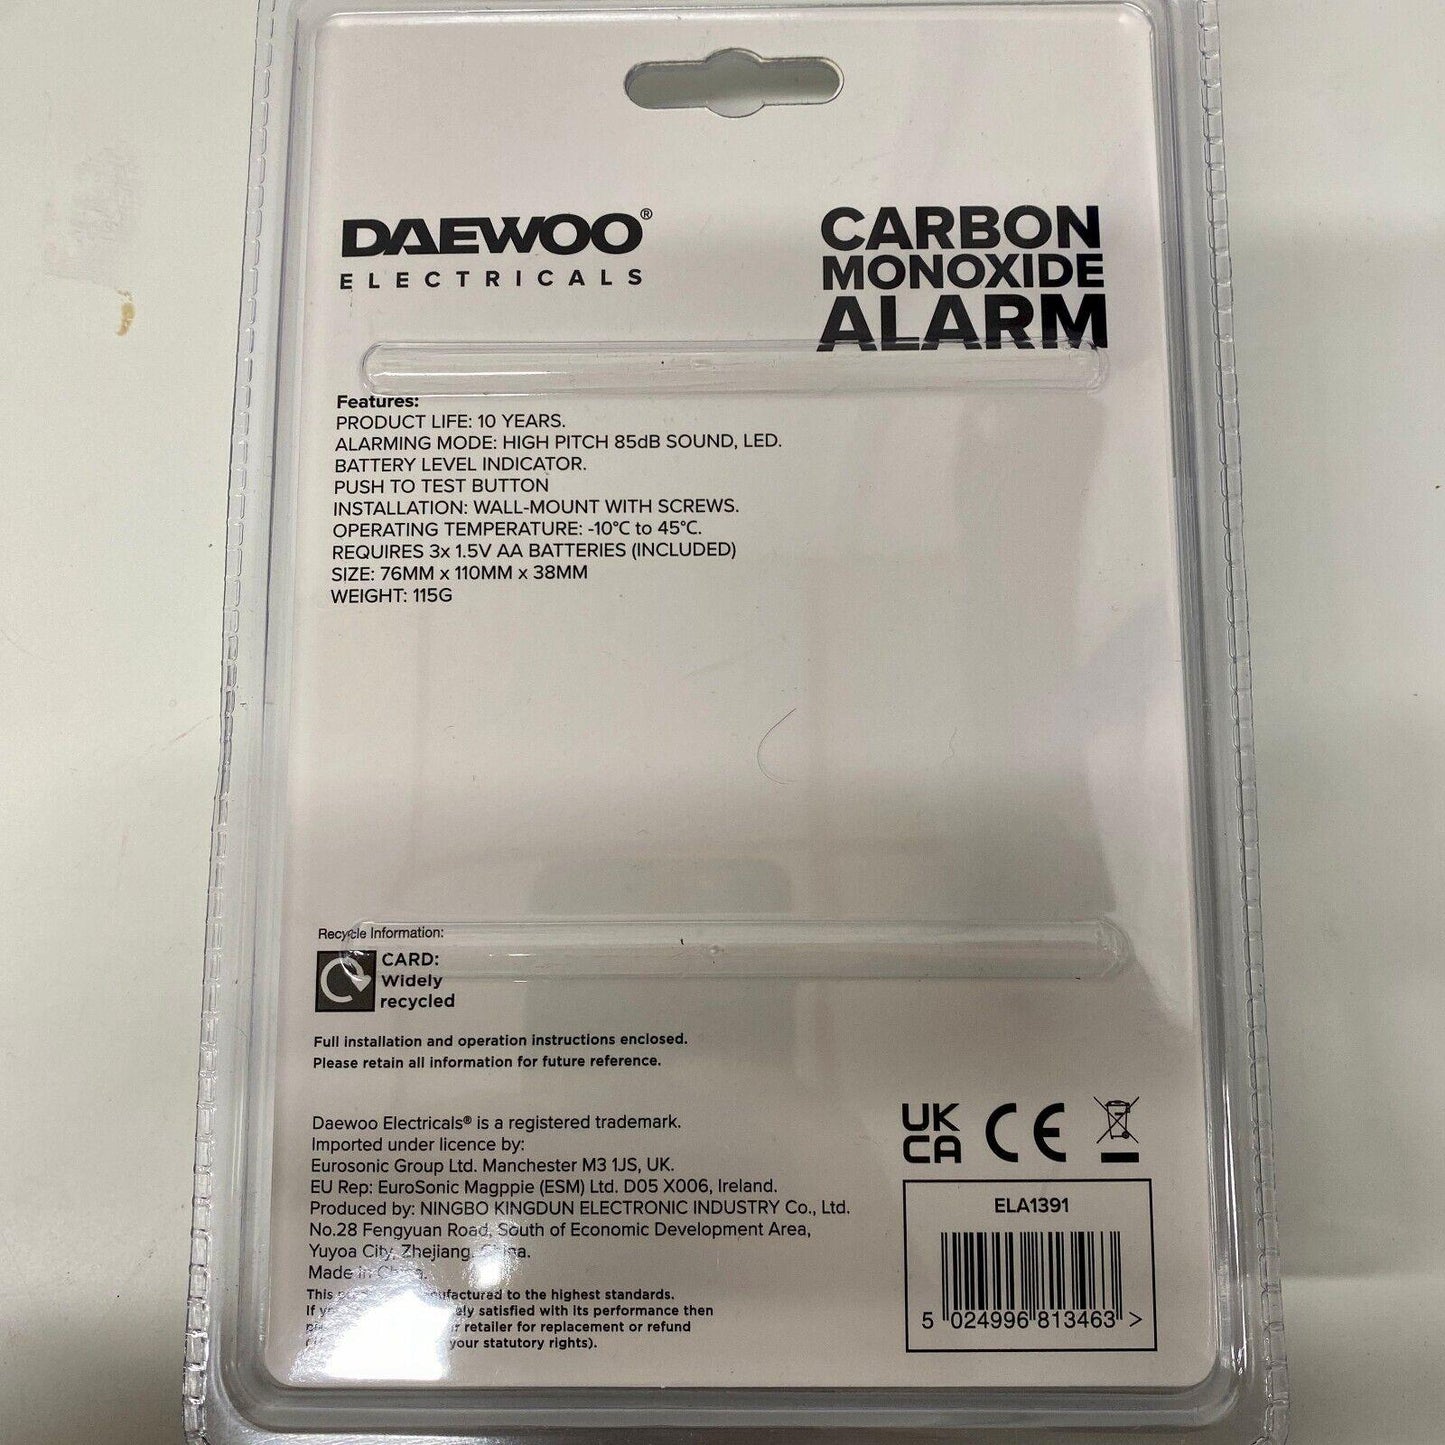 DAEWOO®
ELECTRICALS
CARBON
MONOXIDE
ALARM
Features:
PRODUCT LIFE: 10 YEARS.
ALARMING MODE: HIGH PITCH 85dB SOUND, LED.
BATTERY LEVEL INDICATOR.
PUSH TO TEST BUTTON
INSTALLATION: WALL-MOUNT WITH SCREWS.
OPERATING TEMPERATURE: -10°C to 45°C.
REQUIRES 3x 1.5V AA BATTERIES (INCLUDED)
SIZE: 76MM x 110MM x 38MM
WEIGHT: 115G
Recycle Information:
CARD:
Widely
recycled
Full installation and operation instructions enclosed.
Please retain all information for future reference.
Daewoo Electricals® is a registered trademark.
Imported under licence by:
Eurosonic Group Ltd. Manchester M3 1JS, UK.
EU Rep: EuroSonic Magppie (ESM) Ltd. D05 X006, Ireland.
Produced by: NINGBO KINGDUN ELECTRONIC INDUSTRY Co., Ltd.
No.28 Fengyuan Road, South of Economic Development Area,
Yuyoa City, Zhejiang, China.
Made in China.
This to the highest standards.
If satisfied with its performance then
retailer for replacement or refund
your statutory rights).
UK
CA
CE
ELA1391
5 024996 813463 >